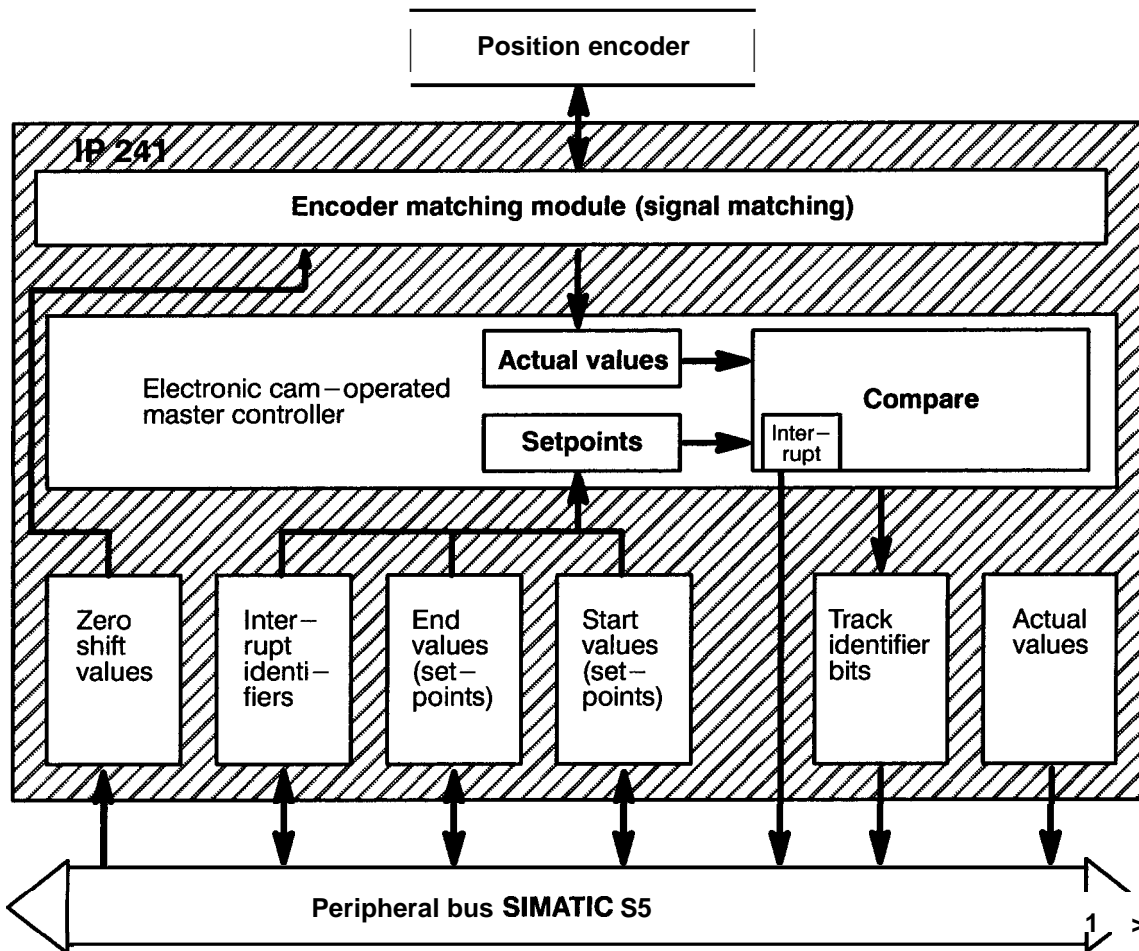 Position encoder
IP 241
Encoder matching module (signal matching)
Actual values
Electronic cam–operated
master controller
Compare
Setpoints
Inter–
rupt
Zero
shift
values
Inter–
rupt
identi–
fiers
End
values
(set–
points)
Start
values
(set–
points)
Track
identifier
bits
Actual
values
Peripheral bus SIMATIC S5
1 >